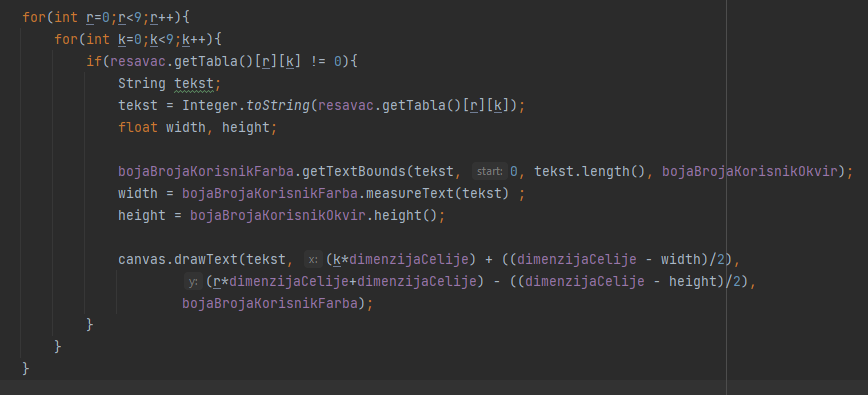 for(int r=0;r<9;r++){
for(int k=0;k<9;k++){
if(resavac.getTabla()[r][k] != 0){
String tekst;
tekst = Integer.toString(resavac.getTabla()[r][k]);
float width, height;
bojaBrojaKorisnikFarba.getTextBounds(tekst, start: 0, tekst.length(), bojaBrojaKorisnikOkvir);
width = bojaBrojaKorisnikFarba.measureText(tekst) ;
height = bojaBrojaKorisnikOkvir.height();
canvas.drawText(tekst, x: (k*dimenzijaCelije) + ((dimenzijaCelije - width)/2),
y: (r*dimenzijaCelije+dimenzijaCelije) - ((dimenzijaCelije - height)/2),
bojaBrojaKorisnikFarba);
}
}
}